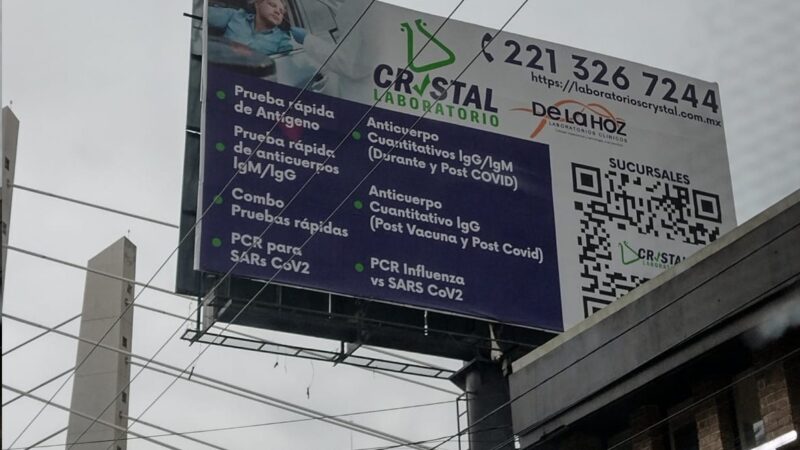 CRYSTAL
LABORATORIO
221 326 7244
https://laboratorioscrystal.com.mx
DE LA HOZ
LABORATORIOS CLÍNICOS
Prueba rápida
de Antígeno
Prueba rápida
de anticuerpos
IgM/IgG
Combo
Pruebas rápidas
PCR para
SARs CoV2
Anticuerpo
Cuantitativos IgG/IgM
(Durante y Post COVID)
Anticuerpo
Cuantitativo IgG
(Post Vacuna y Post Covid)
PCR Influenza
vs SARS CoV2
SUCURSALES
CRYSTAL